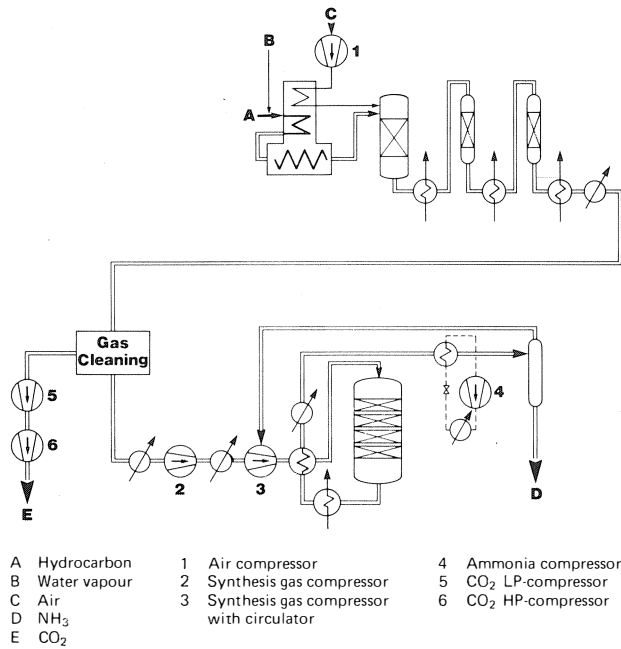 C
B
1
A
Gas
Cleaning
5
4
6
2
3
D
E
A Hydrocarbon
B Water vapour
C Air
D NH₃
E CO₂
1 Air compressor
2 Synthesis gas compressor
3 Synthesis gas compressor
with circulator
4 Ammonia compressor
5 CO₂ LP-compressor
6 CO₂ HP-compressor